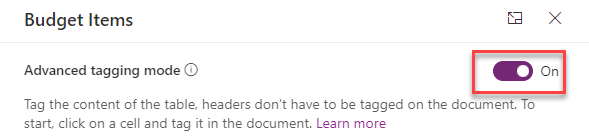 Budget Items
Advanced tagging mode
On
Tag the content of the table, headers don't have to be tagged on the document. To
start, click on a cell and tag it in the document. Learn more